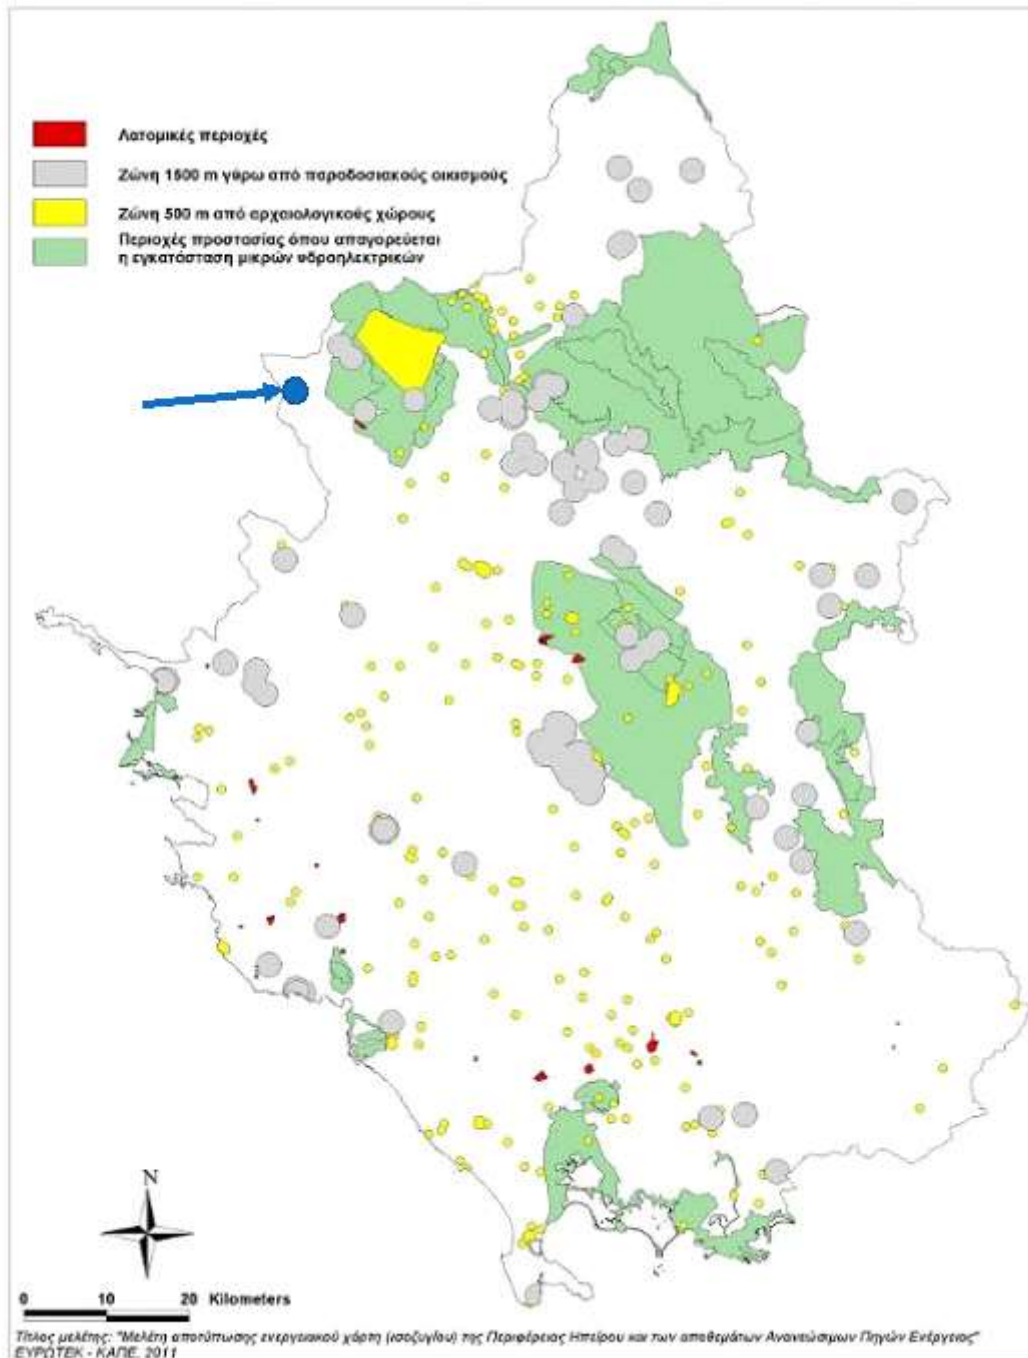 Λατομικές περιοχές
Ζώνη 1500 m γύρω από παραδοσιακούς οικισμούς
Ζώνη 500 m από αρχαιολογικούς χώρους
Περιοχές προστασίας όπου απαγορεύεται
η εγκατάσταση μικρών υδροηλεκτρικών
N
0 10 20 Kilometers
Τίτλος μελέτης: "Μελέτη αποτύπωσης ενεργειακού χάρτη (ισοζυγίου) της Περιφέρειας Ηπείρου και των αποθεμάτων Ανανεώσιμων Πηγών Ενέργειας"
ΕΥΡΩΤΕΚ - ΚΑΠΕ, 2011